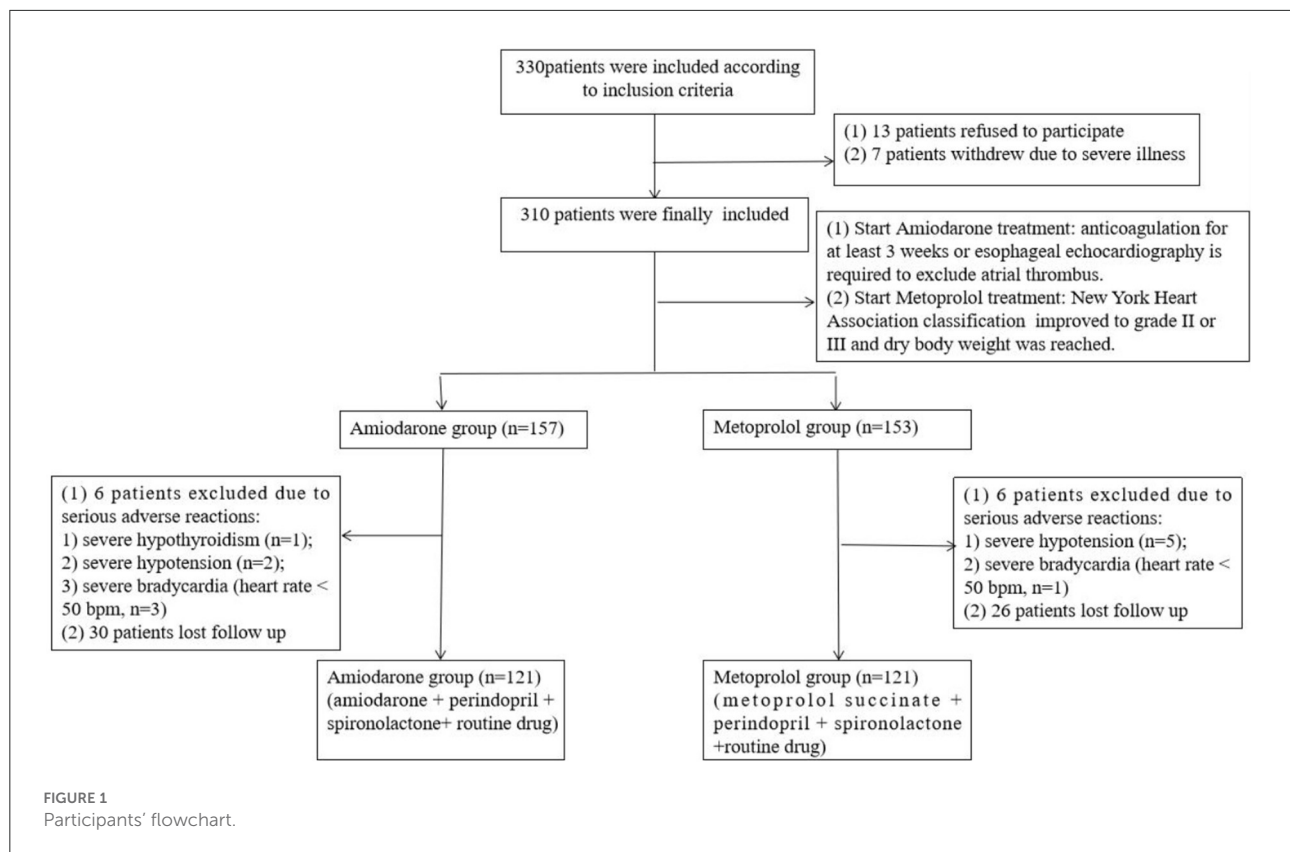 330patients were included according
to inclusion criteria
(1) 13 patients refused to participate
(2) 7 patients withdrew due to severe illness
310 patients were finally included
(1) Start Amiodarone treatment: anticoagulation for
at least 3 weeks or esophageal echocardiography is
required to exclude atrial thrombus.
(2) Start Metoprolol treatment: New York Heart
Association classification improved to grade II or
III and dry body weight was reached.
Amiodarone group (n=157)
Metoprolol group (n=153)
(1) 6 patients excluded due to
serious adverse reactions:
1) severe hypothyroidism (n=1);
2) severe hypotension (n=2);
3) severe bradycardia (heart rate <
50 bpm, n=3)
(2) 30 patients lost follow up
(1) 6 patients excluded due to
serious adverse reactions:
1) severe hypotension (n=5);
2) severe bradycardia (heart rate <
50 bpm, n=1)
(2) 26 patients lost follow up
Amiodarone group (n=121)
(amiodarone + perindopril +
spironolactone+ routine drug)
Metoprolol group (n=121)
(metoprolol succinate +
perindopril + spironolactone
+routine drug)
FIGURE 1
Participants' flowchart.